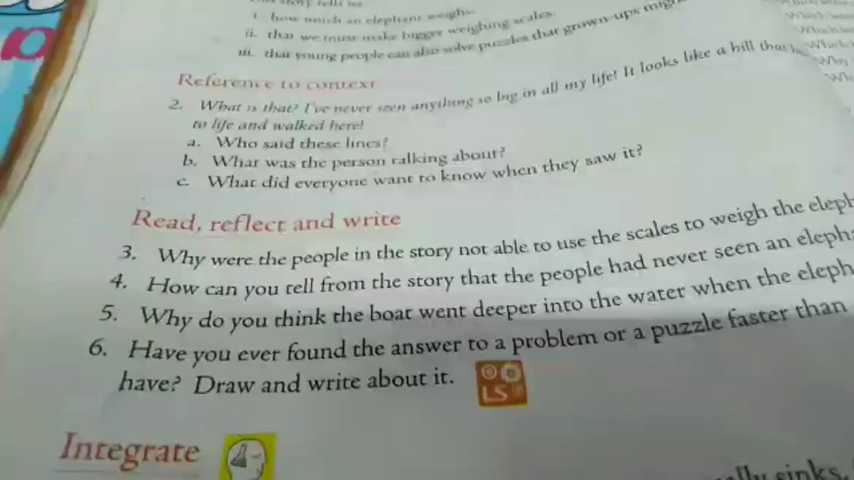 i. how much an elephant weighs.
ii. that we must make bigger weighing scales.
iii. that young people can also solve puzzles that grown-ups
Reference to context
2. What is that? I've never seen anything so big in all my life! It looks like a hill that
to life and walked here!
a. Who said these lines?
b. What was the person talking about?
c. What did everyone want to know when they saw it?
Read, reflect and write
3. Why were the people in the story not able to use the scales to weigh the eleph
4. How can you tell from the story that the people had never seen an eleph
5. Why do you think the boat went deeper into the water when the eleph
6. Have you ever found the answer to a problem or a puzzle faster than
have? Draw and write about it.
LS
Integrate
sinks.